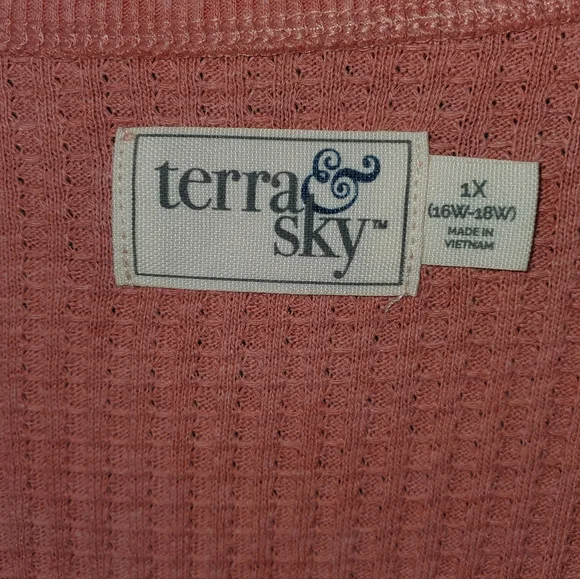 terra &
sky™
1X
(16W-18W)
MADE IN
VIETNAM